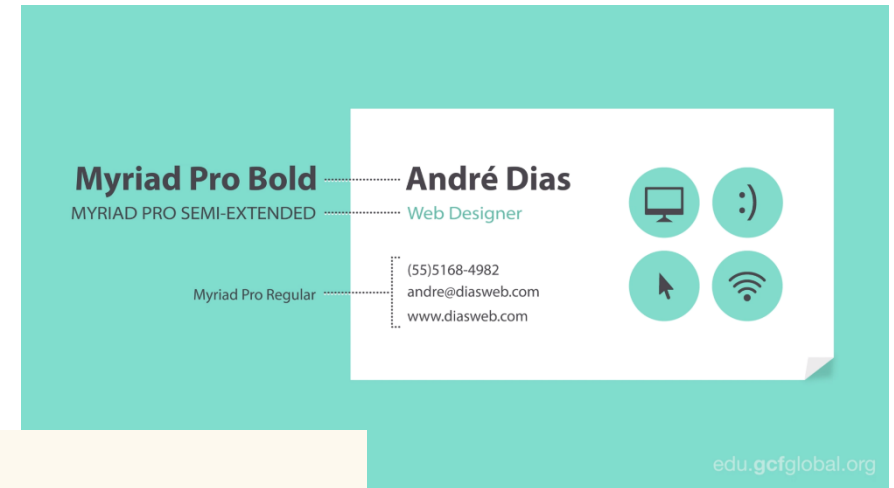 Myriad Pro Bold
MYRIAD PRO SEMI-EXTENDED
Myriad Pro Regular
André Dias
Web Designer
(55)5168-4982
andre@diasweb.com
www.diasweb.com
:)
edu.gcfglobal.org